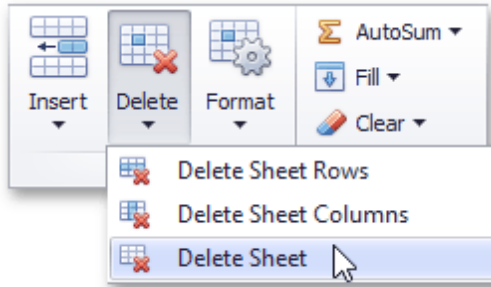 Insert
Delete
Format
AutoSum
Fill
Clear
Delete Sheet Rows
Delete Sheet Columns
Delete Sheet